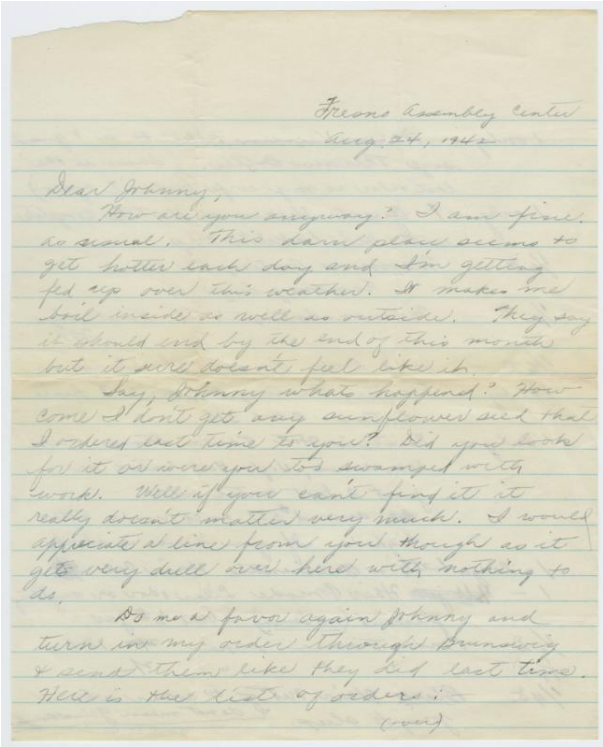 Fresno Assembly Center
Aug. 24, 1942
Dear Johnny,
How are you anyway? I am fine
as usual. This darn place seems to
get hotter each day and I'm getting
fed up over this weather. It makes me
boil inside as well as outside. They say
it should end by the end of this month
but it sure doesn't feel like it.
Say, Johnny whats happened? How
come I don't get any sunflower seed that
I ordered last time to you? Did you look
for it or were you too swamped with
work. Well if you can't find it it
really doesn't matter very much. I would
appreciate a line from you though as it
gets very dull over here with nothing to
do.
Do me a favor again Johnny and
turn in my order through Brunswig
& send them like they did last time.
Here is the list of orders:
(over)